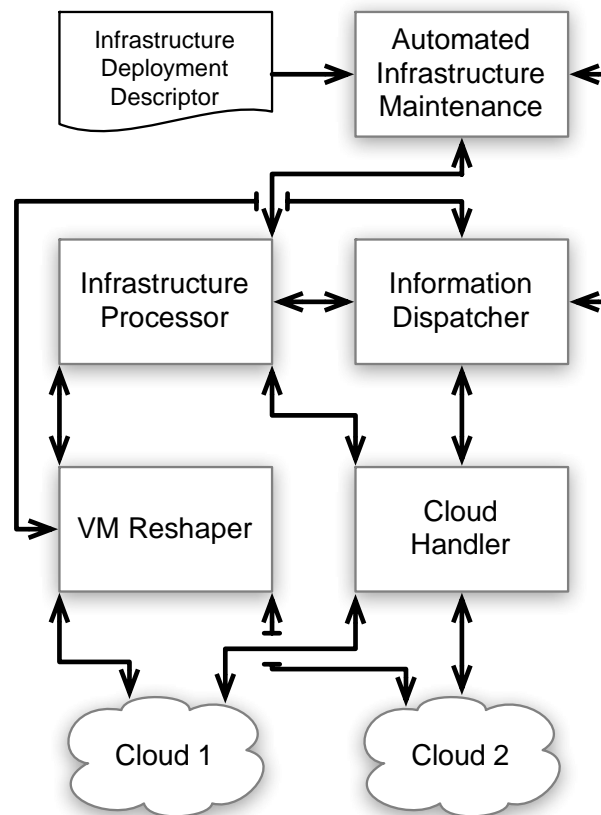 Infrastructure
Deployment
Descriptor
Automated
Infrastructure
Maintenance
Infrastructure
Processor
Information
Dispatcher
VM Reshaper
Cloud
Handler
Cloud 1
Cloud 2